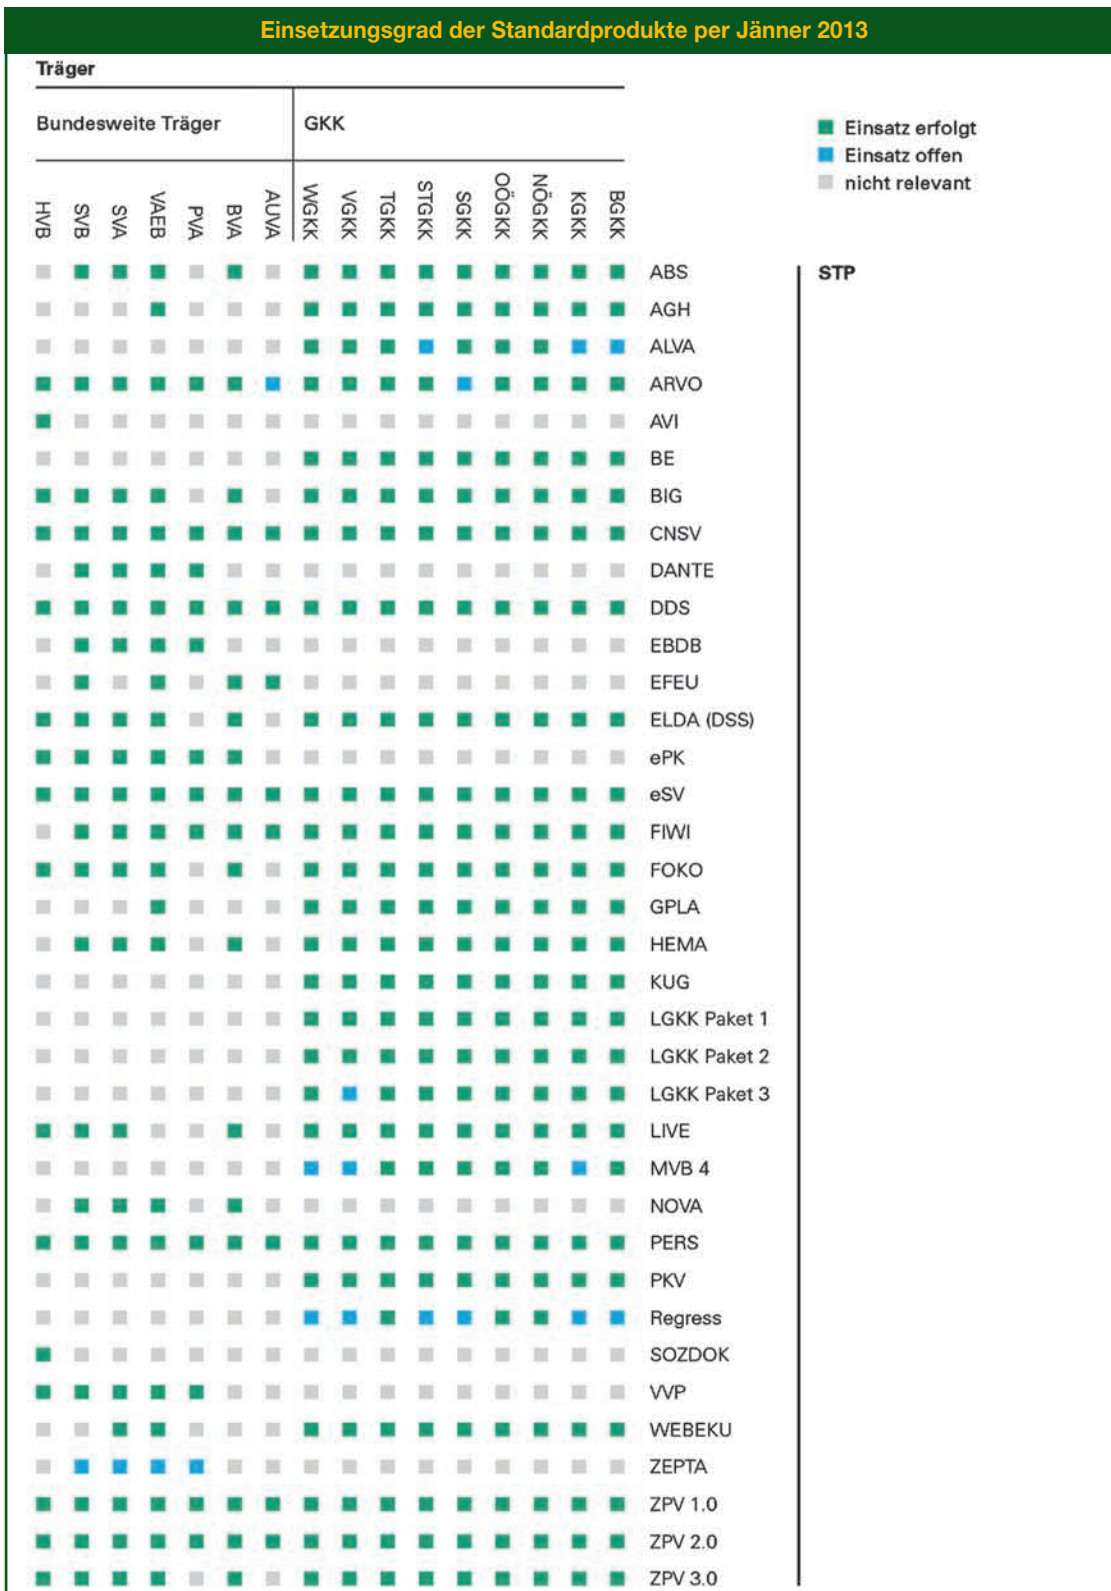 Einsetzungsgrad der Standardprodukte per Jänner 2013
Träger
Bundesweite Träger
GKK
Einsatz erfolgt
Einsatz offen
nicht relevant
HVB
SVB
SVA
VAEB
PVA
BVA
AUVA
WGKK
VGKK
TGKK
STGKK
SGKK
OÖGKK
NÖGKK
KGKK
BGKK
ABS
STP
AGH
ALVA
ARVO
AVI
BE
BIG
CNSV
DANTE
DDS
EBDB
EFEU
ELDA (DSS)
ePK
eSV
FIWI
FOKO
GPLA
HEMA
KUG
LGKK Paket 1
LGKK Paket 2
LGKK Paket 3
LIVE
MVB 4
NOVA
PERS
PKV
Regress
SOZDOK
VVP
WEBEKU
ZEPTA
ZPV 1.0
ZPV 2.0
ZPV 3.0